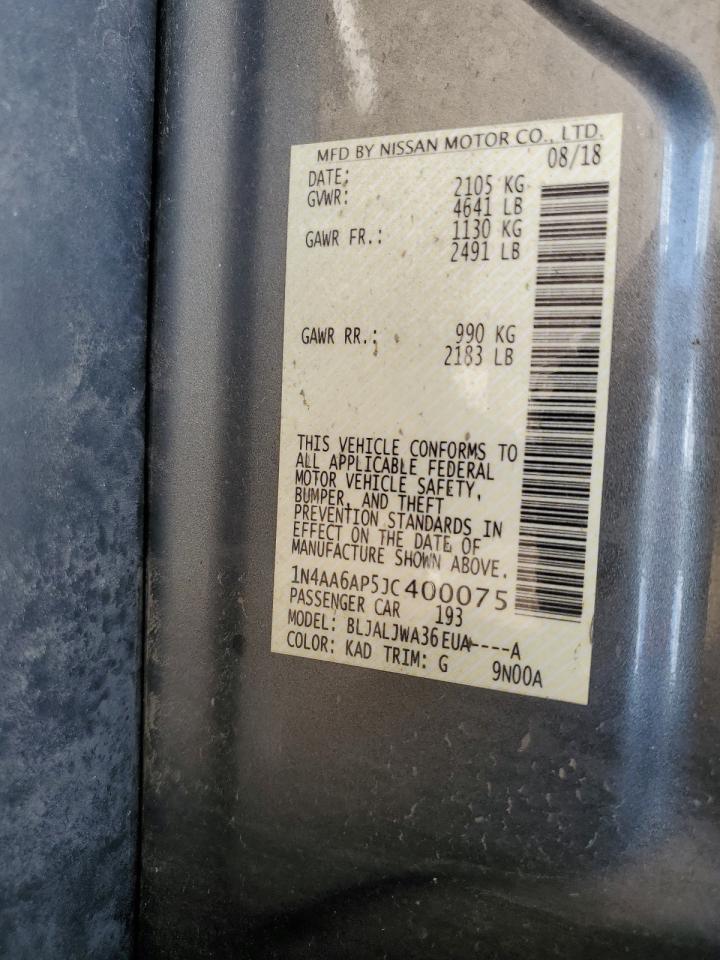 MFD BY NISSAN MOTOR CO., LTD.
DATE: 08/18
GVWR: 2105 KG
4641 LB
GAWR FR.: 1130 KG
2491 LB
GAWR RR.: 990 KG
2183 LB
THIS VEHICLE CONFORMS TO
ALL APPLICABLE FEDERAL
MOTOR VEHICLE SAFETY,
BUMPER, AND THEFT
PREVENTION STANDARDS IN
EFFECT ON THE DATE OF
MANUFACTURE SHOWN ABOVE.
1N4AA6AP5JC400075
PASSENGER CAR 193
MODEL: BLJALJWA36EUA----A
COLOR: KAD TRIM: G 9N00A